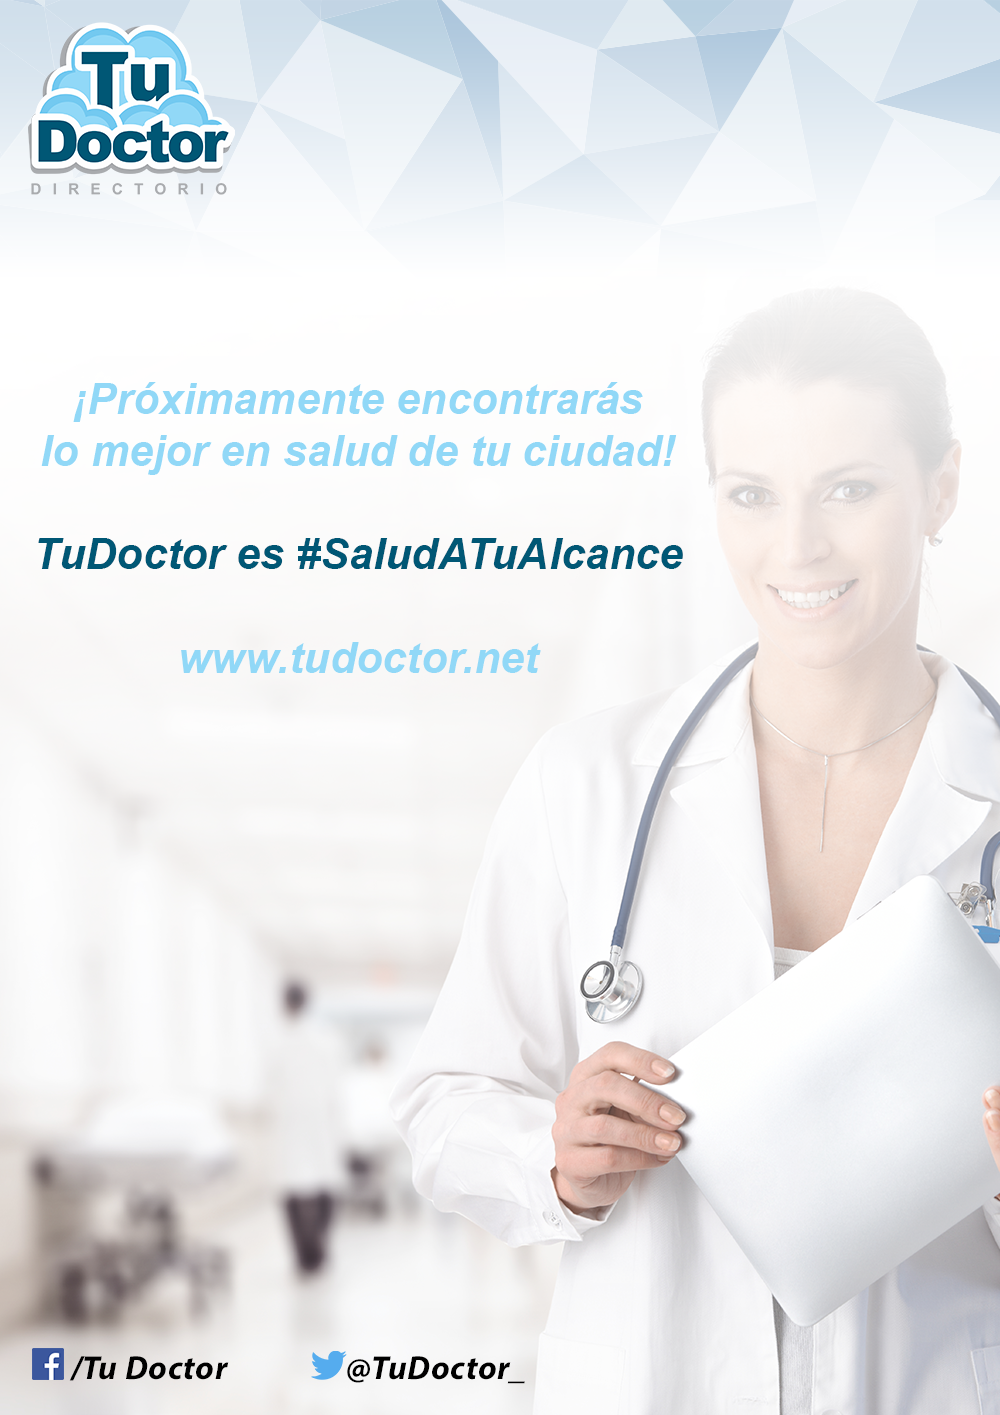 Tu
Doctor
DIRECTORIO
¡Próximamente encontrarás
lo mejor en salud de tu ciudad!
TuDoctor es #SaludATuAlcance
www.tudoctor.net
/Tu Doctor
@TuDoctor_